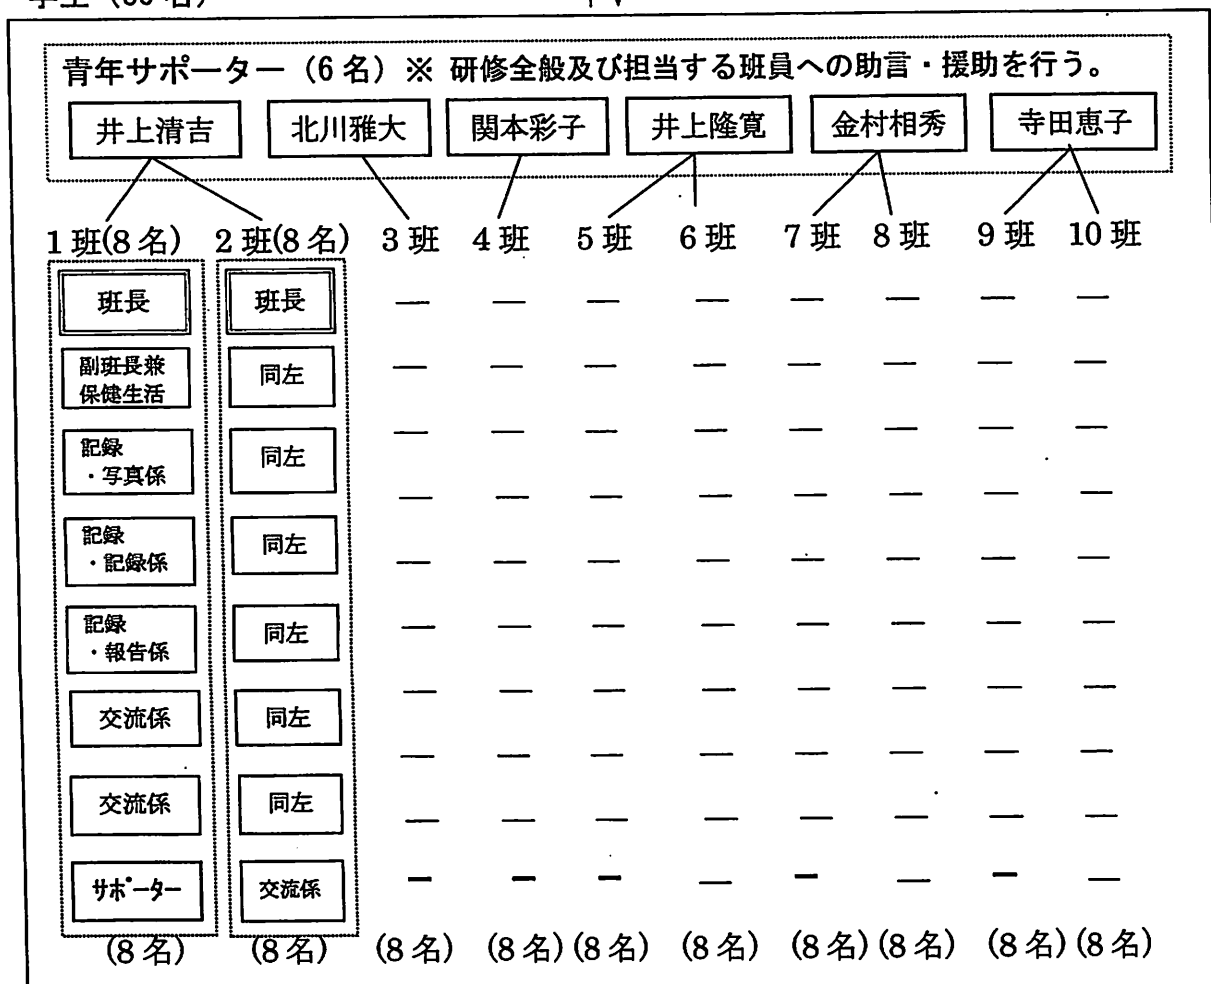 青年サポーター（6名）※ 研修全般及び担当する班員への助言・援助を行う。
井上清吉 北川雅大 関本彩子 井上隆寛 金村相秀 寺田恵子
1班(8名) 2班(8名) 3班 4班 5班 6班 7班 8班 9班 10班
班長 班長 ― ― ― ― ― ― ― ―
副班長兼
保健生活 同左 ― ― ― ― ― ― ― ―
記録
・写真係 同左 ― ― ― ― ― ― ― ―
― ― ― ― ― ― ― ―
記録
・記録係 同左 ― ― ― ― ― ― ― ―
記録
・報告係 同左 ― ― ― ― ― ― ― ―
交流係 同左 ― ― ― ― ― ― ― ―
― ― ― ― ― ― ― ―
交流係 同左 ― ― ― ― ― ― ― ―
ｻﾎﾟｰﾀｰ 交流係 ― ― ― ― ― ― ― ―
(8名) (8名) (8名) (8名) (8名) (8名) (8名) (8名) (8名) (8名)